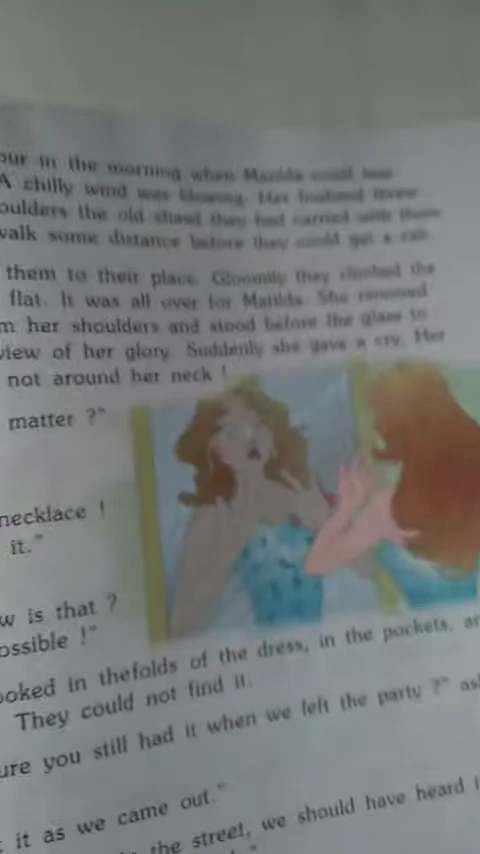 our in the morning when Matilda could
A chilly wind was blowing. Her husband threw
oulders the old shawl they had carried with them
walk some distance before they could get a cab.
them to their place. Gloomily they climbed the
flat. It was all over for Matilda. She removed
m her shoulders and stood before the glass to
view of her glory. Suddenly she gave a cry. Her
not around her neck !
matter ?"
necklace !
it."
w is that ?
ossible !"
ooked in thefolds of the dress, in the pockets, a
They could not find it.
ure you still had it when we left the party ?" as
it as we came out."
the street, we should have heard i